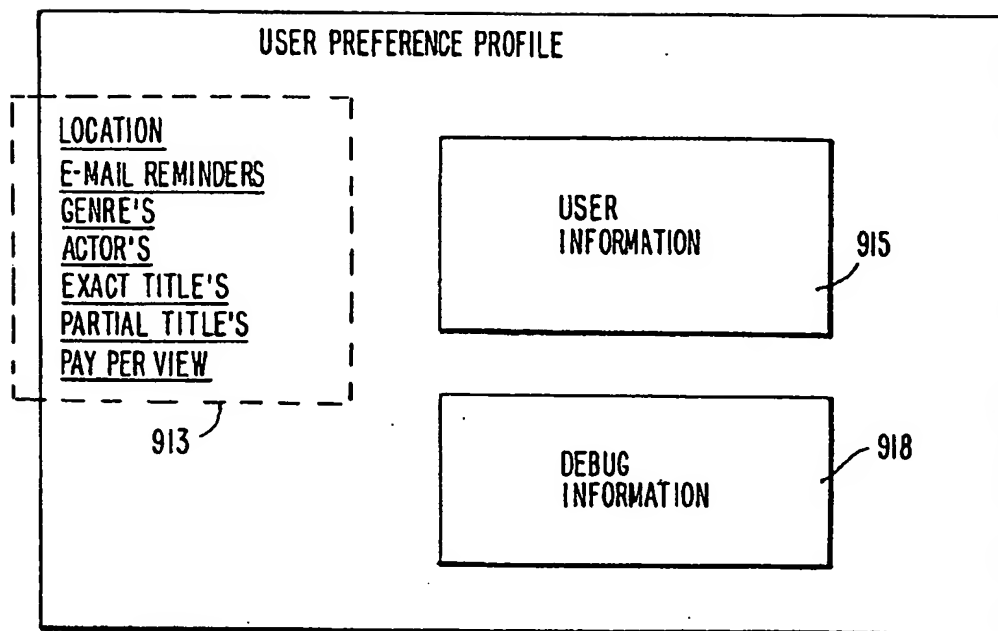 USER PREFERENCE PROFILE
LOCATION
E-MAIL REMINDERS
GENRE'S
ACTOR'S
EXACT TITLE'S
PARTIAL TITLE'S
PAY PER VIEW
913
USER
INFORMATION
915
DEBUG
INFORMATION
918